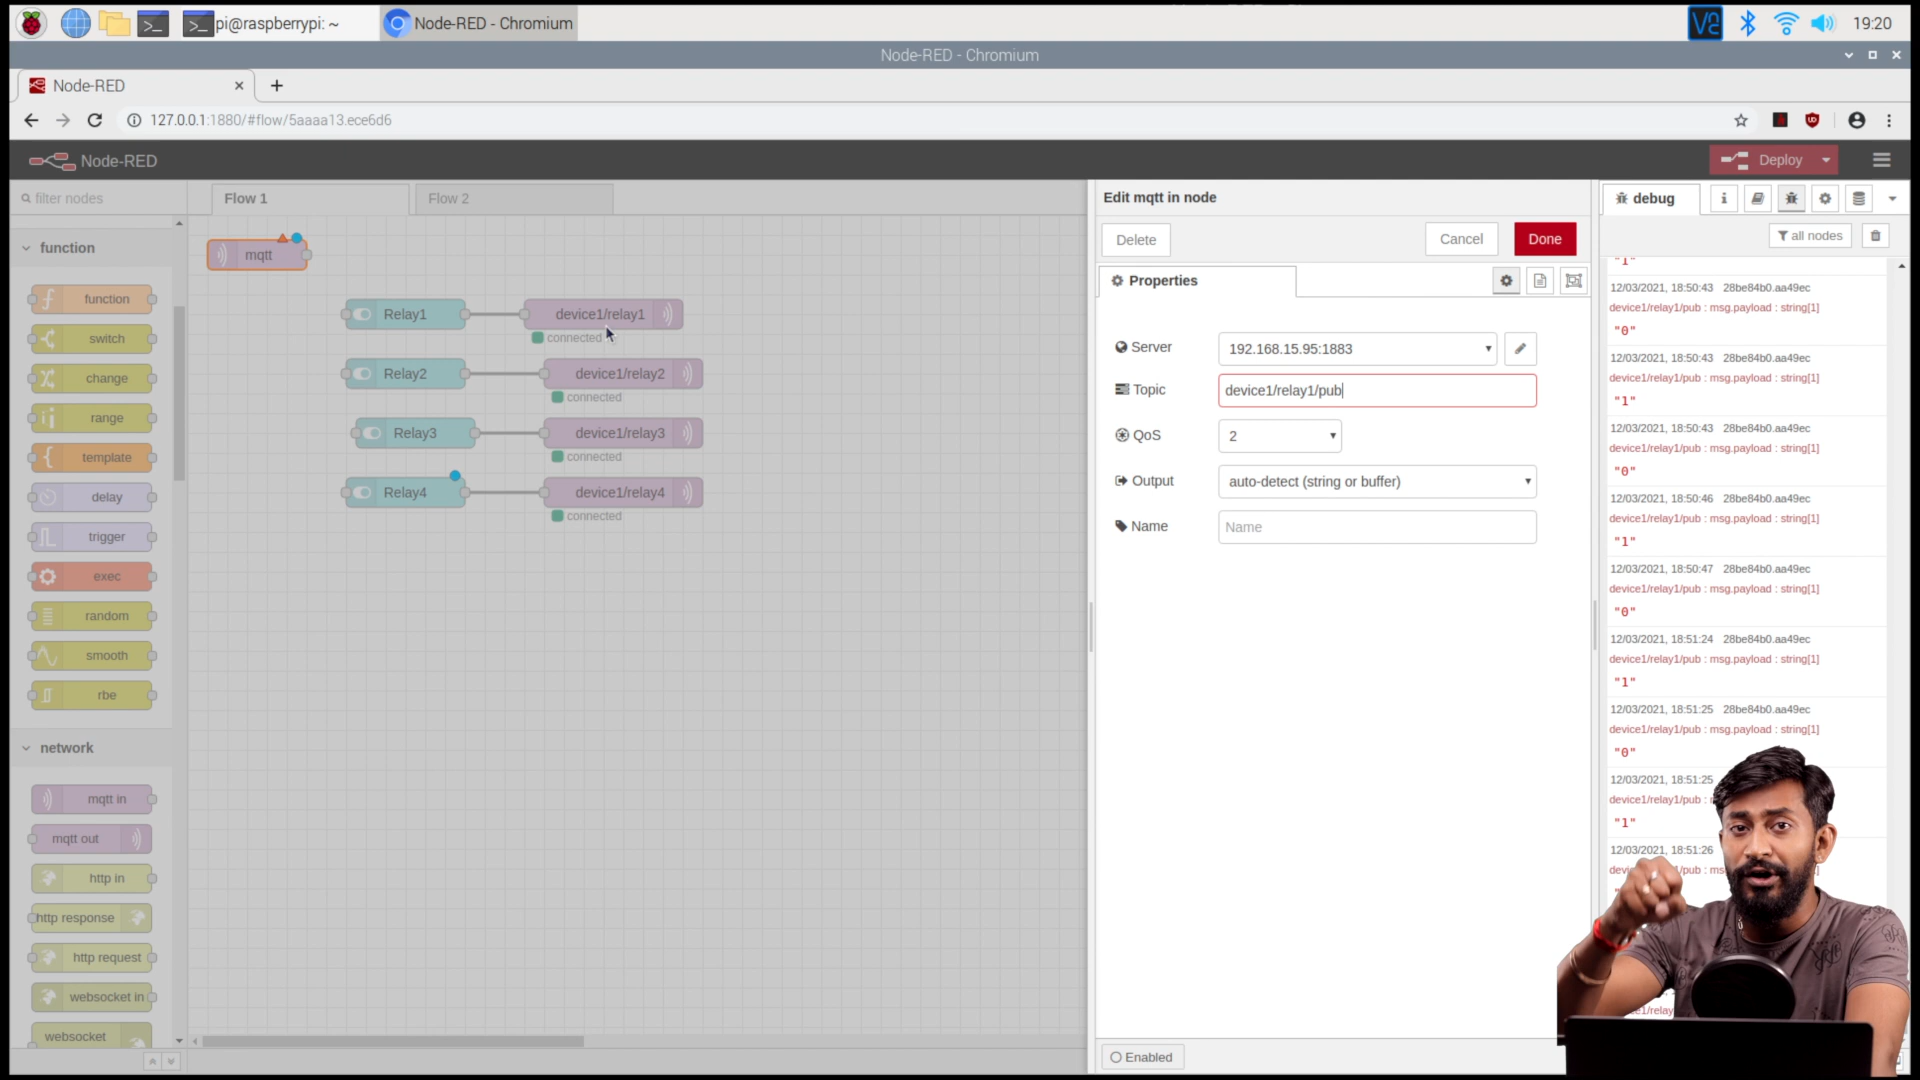 pi@raspberrypi: ~
Node-RED - Chromium
19:20
Node-RED - Chromium
Node-RED
127.0.0.1:1880/#flow/5aaaa13.ece6d6
Node-RED
Deploy
filter nodes
function
function
switch
change
range
template
delay
trigger
exec
random
smooth
rbe
network
mqtt in
mqtt out
http in
http response
http request
websocket in
websocket
Flow 1
Flow 2
mqtt
Relay1
device1/relay1
connected
Relay2
device1/relay2
connected
Relay3
device1/relay3
connected
Relay4
device1/relay4
connected
Edit mqtt in node
Delete
Cancel
Done
Properties
Server
192.168.15.95:1883
Topic
device1/relay1/pub
QoS
2
Output
auto-detect (string or buffer)
Name
Name
Enabled
debug
all nodes
"1"
12/03/2021, 18:50:43 28be84b0.aa49ec
device1/relay1/pub : msg.payload : string[1]
"0"
12/03/2021, 18:50:43 28be84b0.aa49ec
device1/relay1/pub : msg.payload : string[1]
"1"
12/03/2021, 18:50:43 28be84b0.aa49ec
device1/relay1/pub : msg.payload : string[1]
"0"
12/03/2021, 18:50:46 28be84b0.aa49ec
device1/relay1/pub : msg.payload : string[1]
"1"
12/03/2021, 18:50:47 28be84b0.aa49ec
device1/relay1/pub : msg.payload : string[1]
"0"
12/03/2021, 18:51:24 28be84b0.aa49ec
device1/relay1/pub : msg.payload : string[1]
"1"
12/03/2021, 18:51:25 28be84b0.aa49ec
device1/relay1/pub : msg.payload : string[1]
"0"
12/03/2021, 18:51:25
device1/relay1/pub :
"1"
12/03/2021, 18:51:26